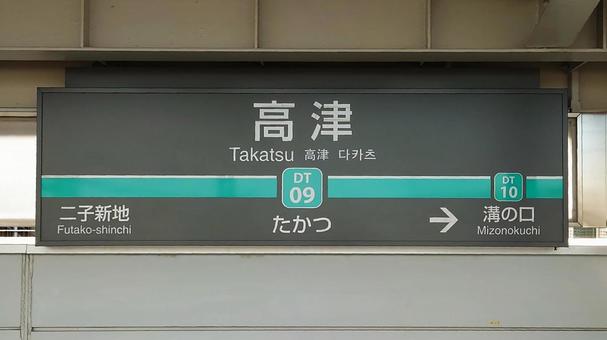 高津
Takatsu 高津 다카츠
DT
09
DT
10
二子新地
Futako-shinchi
たかつ
→
溝の口
Mizonokuchi